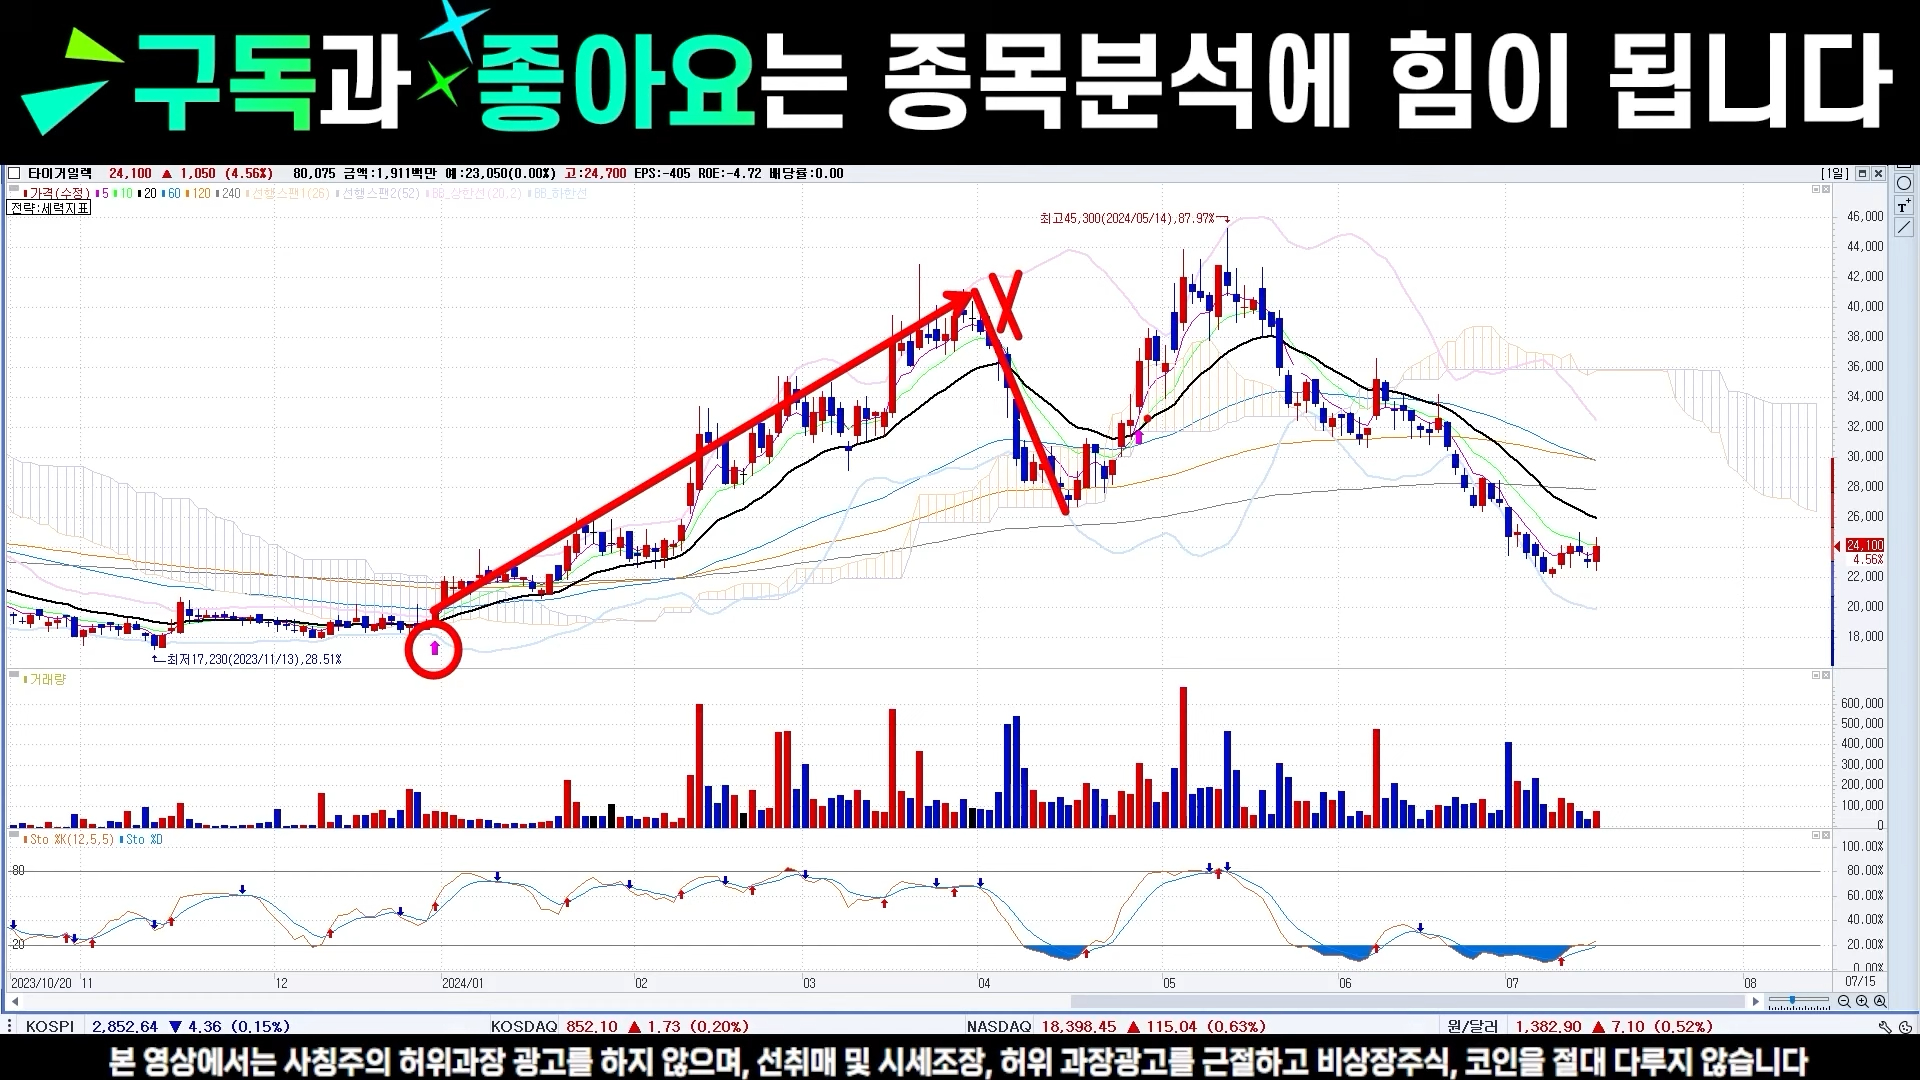 구독과 좋아요는 종목분석에 힘이 됩니다
타이거일렉 24,100 ▲ 1,050 (4.56%) 80,075 금액:1,911백만 예:23,050(0.00%) 고:24,700 EPS:-405 ROE:-4.72 배당률:0.00 [1일]
가격(수정) 5 10 20 60 120 240 선행스팬1(26) 선행스팬2(52) BB_상한선(20,2) BB_하한선
전략:세력지표
최고45,300(2024/05/14),87.97%
46,000
44,000
42,000
40,000
38,000
36,000
34,000
32,000
30,000
28,000
26,000
24,100
4.56%
22,000
20,000
18,000
최저17,230(2023/11/13),28.51%
거래량
600,000
500,000
400,000
300,000
200,000
100,000
0
Sto %K(12,5,5) Sto %D
100.00%
80 80.00%
60.00%
40.00%
20 20.00%
0.00%
2023/10/20 11 12 2024/01 02 03 04 05 06 07 08 07/15
KOSPI 2,852.64 ▼ 4.36 (0.15%) KOSDAQ 852.10 ▲ 1.73 (0.20%) NASDAQ 18,398.45 ▲ 115.04 (0.63%) 원/달러 1,382.90 ▲ 7.10 (0.52%)
본 영상에서는 사칭주의 허위과장 광고를 하지 않으며, 선취매 및 시세조장, 허위 과장광고를 근절하고 비상장주식, 코인을 절대 다루지 않습니다